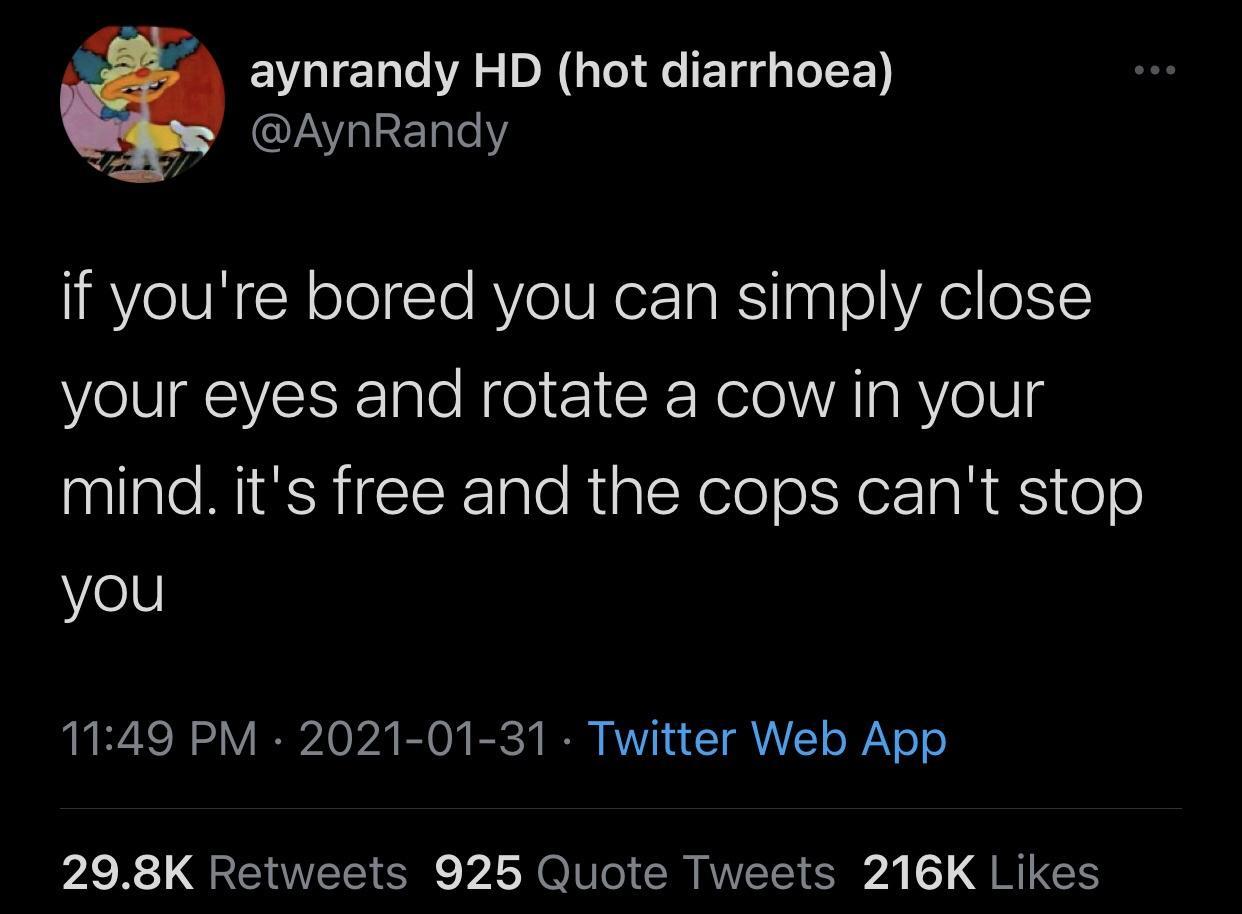 aynrandy HD (hot diarrhoea)
@AynRandy
if you're bored you can simply close
your eyes and rotate a cow in your
mind. it's free and the cops can't stop
you
11:49 PM · 2021-01-31 · Twitter Web App
29.8K Retweets 925 Quote Tweets 216K Likes